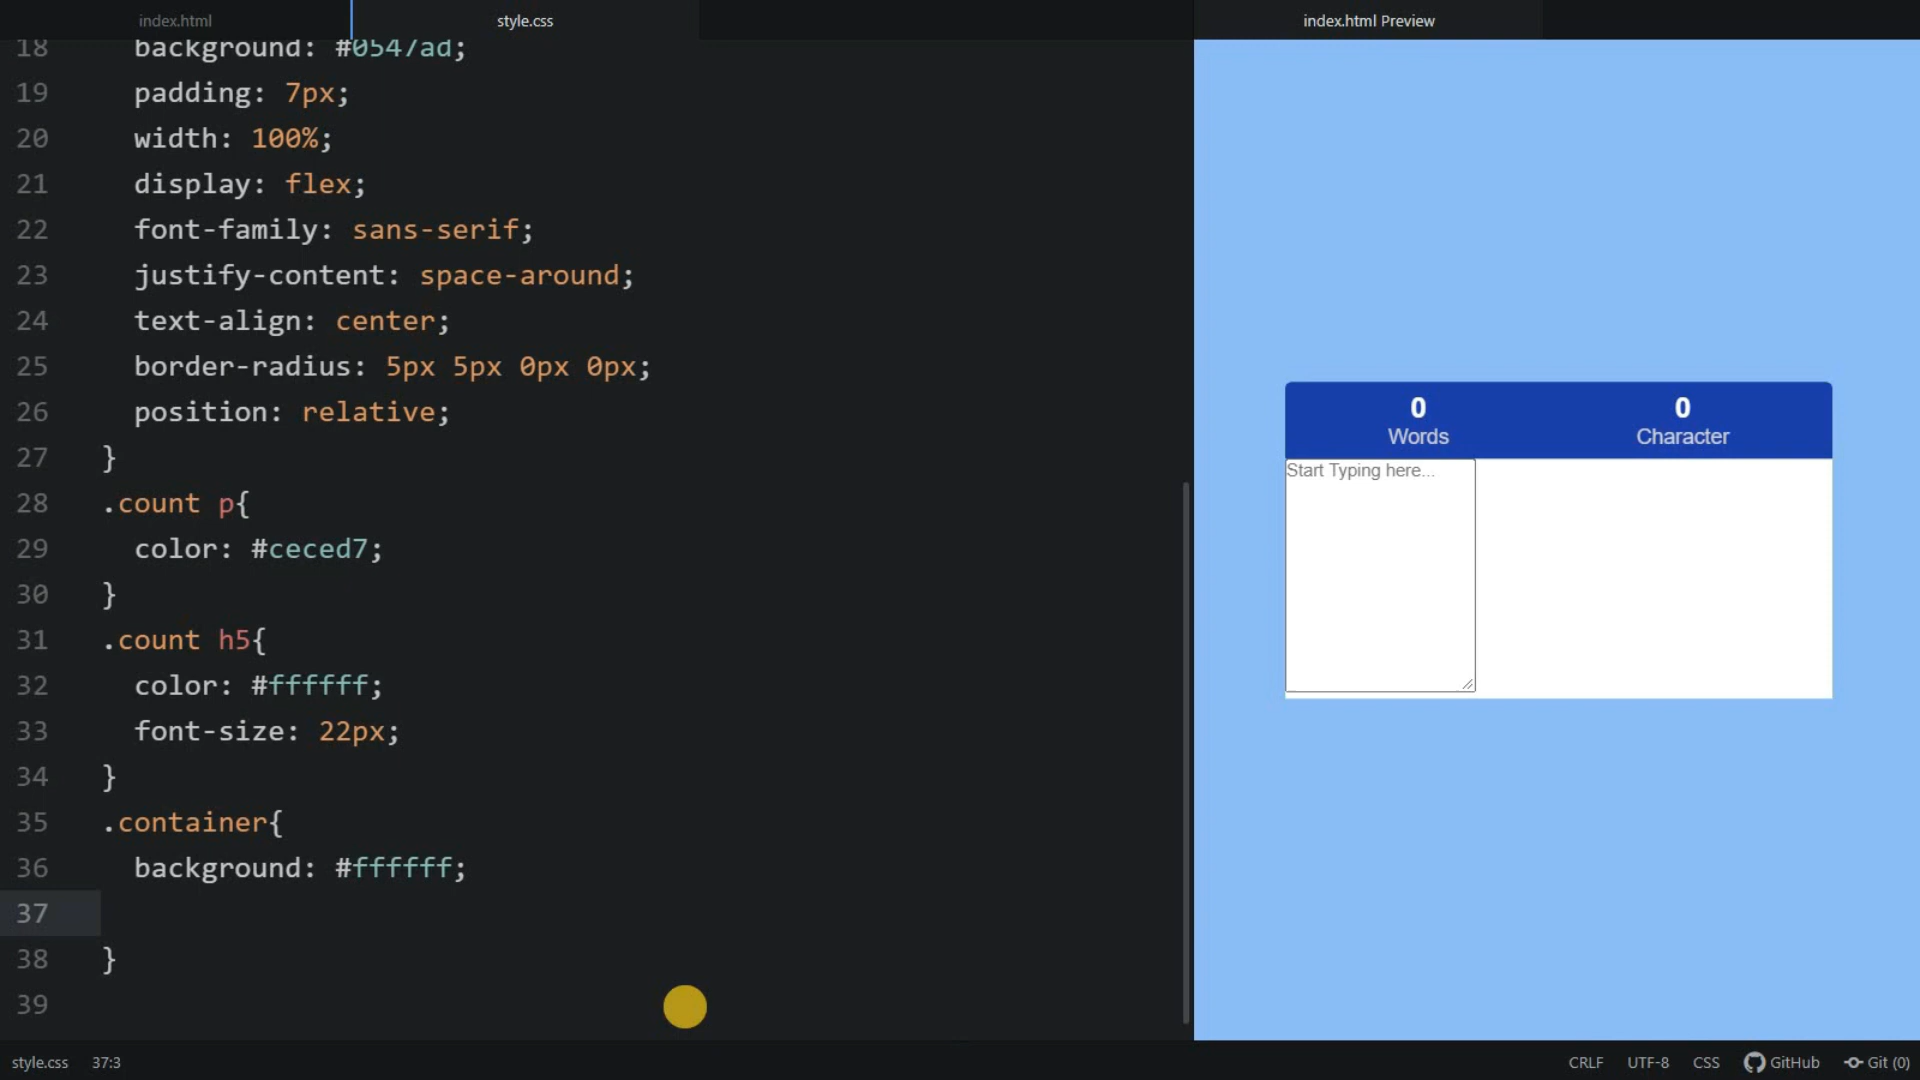 index.html
style.css
index.html Preview
18 background: #0547ad;
19 padding: 7px;
20 width: 100%;
21 display: flex;
22 font-family: sans-serif;
23 justify-content: space-around;
24 text-align: center;
25 border-radius: 5px 5px 0px 0px;
26 position: relative;
27 }
28 .count p{
29 color: #ceced7;
30 }
31 .count h5{
32 color: #ffffff;
33 font-size: 22px;
34 }
35 .container{
36 background: #ffffff;
37
38 }
39
0 0
Words Character
Start Typing here...
style.css 37:3 CRLF UTF-8 CSS GitHub Git (0)